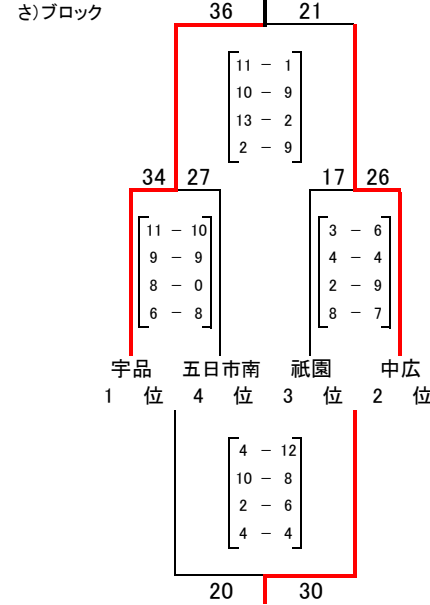 さ)ブロック
36 21
11 － 1
10 － 9
13 － 2
2 － 9
34 27 17 26
11 － 10 3 － 6
9 － 9 4 － 4
8 － 0 2 － 9
6 － 8 8 － 7
宇品 五日市南 祇園 中広
1 位 4 位 3 位 2 位
4 － 12
10 － 8
2 － 6
4 － 4
20 30